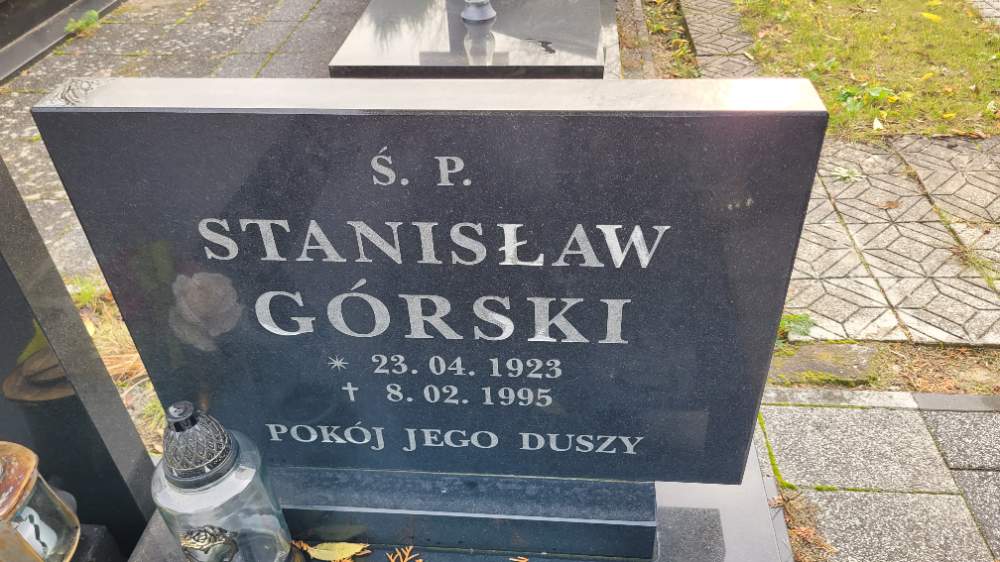 Ś. P.
STANISŁAW
GÓRSKI
✴ 23. 04. 1923
✝ 8. 02. 1995
POKÓJ JEGO DUSZY